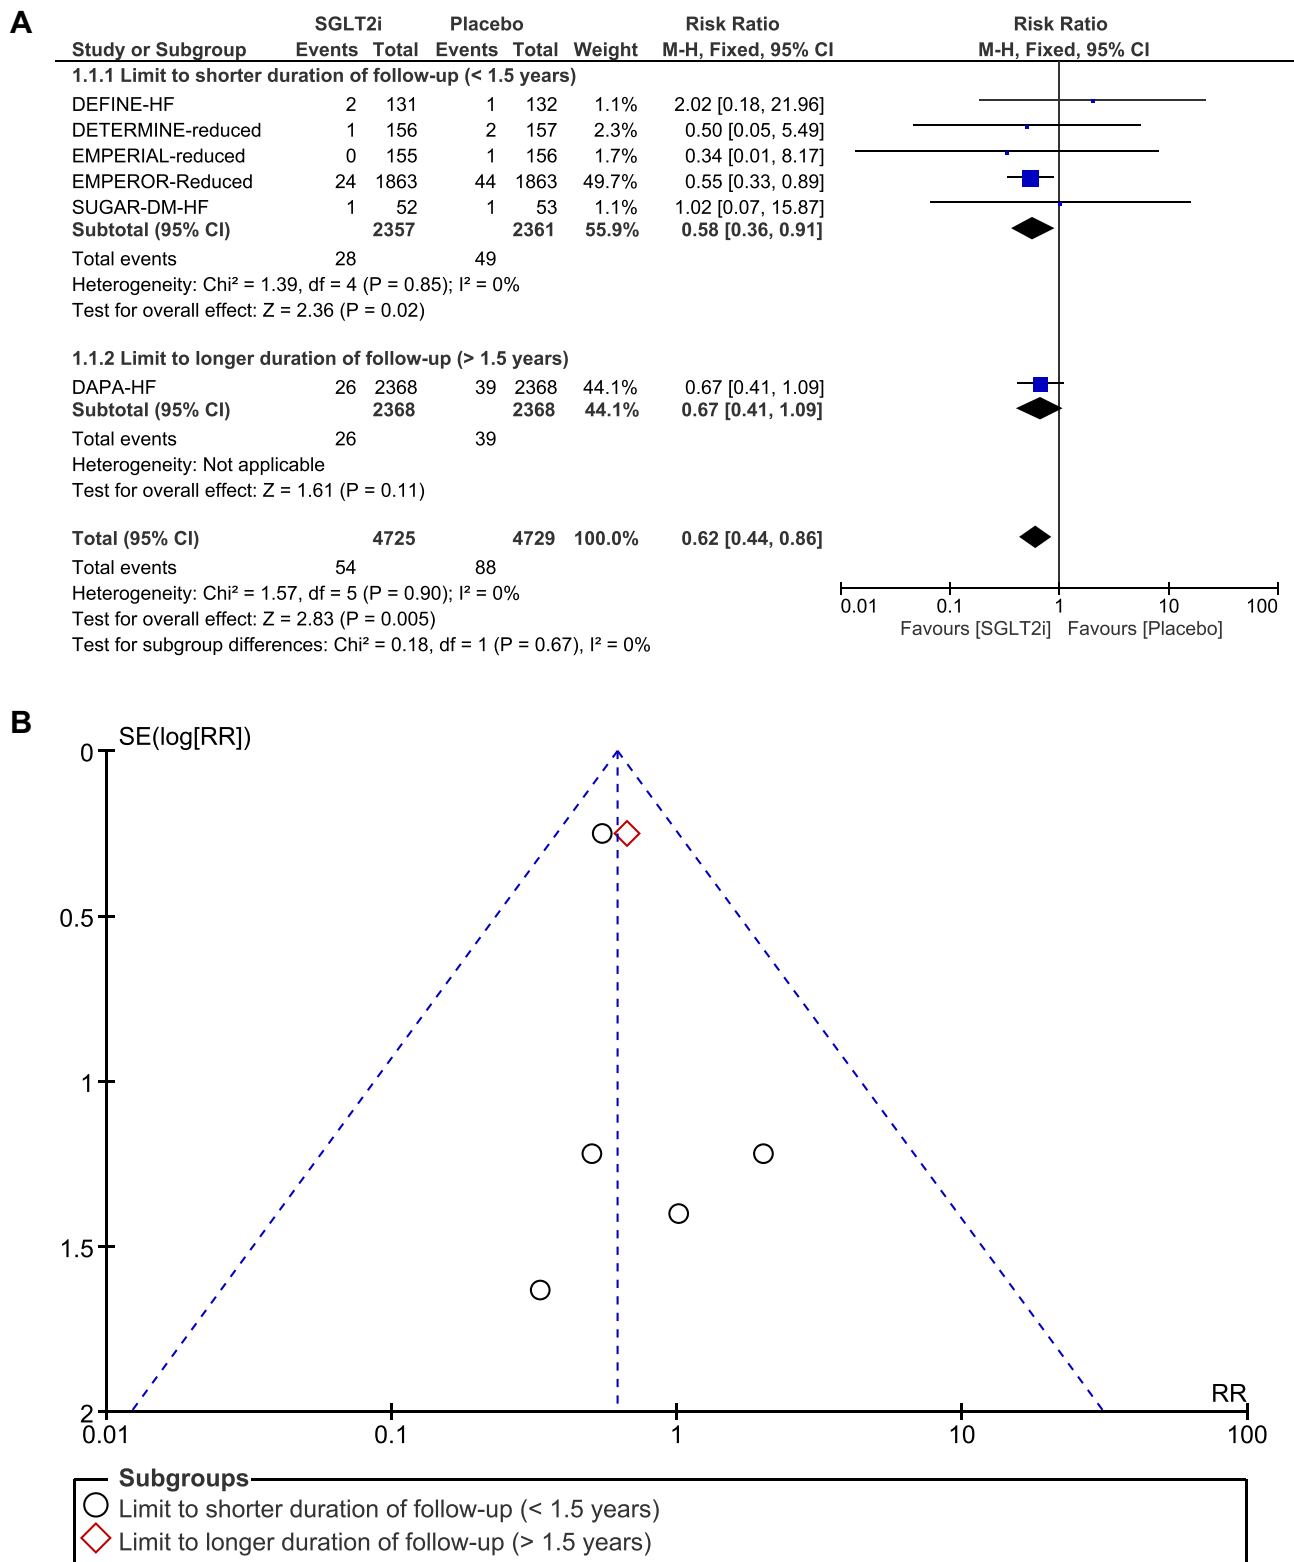 A
SGLT2i Placebo Risk Ratio Risk Ratio
Study or Subgroup Events Total Events Total Weight M-H, Fixed, 95% CI M-H, Fixed, 95% CI
1.1.1 Limit to shorter duration of follow-up (< 1.5 years)
DEFINE-HF 2 131 1 132 1.1% 2.02 [0.18, 21.96]
DETERMINE-reduced 1 156 2 157 2.3% 0.50 [0.05, 5.49]
EMPERIAL-reduced 0 155 1 156 1.7% 0.34 [0.01, 8.17]
EMPEROR-Reduced 24 1863 44 1863 49.7% 0.55 [0.33, 0.89]
SUGAR-DM-HF 1 52 1 53 1.1% 1.02 [0.07, 15.87]
Subtotal (95% CI) 2357 2361 55.9% 0.58 [0.36, 0.91]
Total events 28 49
Heterogeneity: Chi² = 1.39, df = 4 (P = 0.85); I² = 0%
Test for overall effect: Z = 2.36 (P = 0.02)
1.1.2 Limit to longer duration of follow-up (> 1.5 years)
DAPA-HF 26 2368 39 2368 44.1% 0.67 [0.41, 1.09]
Subtotal (95% CI) 2368 2368 44.1% 0.67 [0.41, 1.09]
Total events 26 39
Heterogeneity: Not applicable
Test for overall effect: Z = 1.61 (P = 0.11)
Total (95% CI) 4725 4729 100.0% 0.62 [0.44, 0.86]
Total events 54 88
Heterogeneity: Chi² = 1.57, df = 5 (P = 0.90); I² = 0%
Test for overall effect: Z = 2.83 (P = 0.005)
Test for subgroup differences: Chi² = 0.18, df = 1 (P = 0.67), I² = 0%
0.01 0.1 1 10 100
Favours [SGLT2i] Favours [Placebo]
B
SE(log[RR])
0
0.5
1
1.5
2
RR
0.01 0.1 1 10 100
Subgroups
Limit to shorter duration of follow-up (< 1.5 years)
Limit to longer duration of follow-up (> 1.5 years)